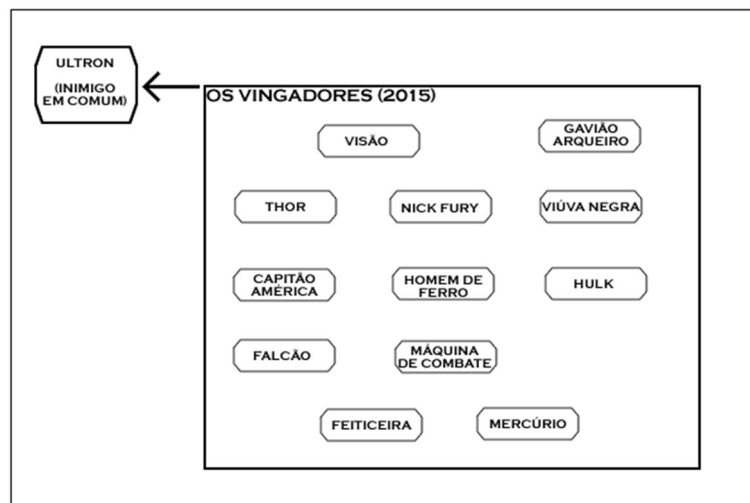 ULTRON
(INIMIGO
EM COMUM)
OS VINGADORES (2015)
VISÃO
GAVIÃO
ARQUEIRO
THOR
NICK FURY
VIÚVA NEGRA
CAPITÃO
AMÉRICA
HOMEM DE
FERRO
HULK
FALCÃO
MÁQUINA
DE COMBATE
FEITICEIRA
MERCÚRIO